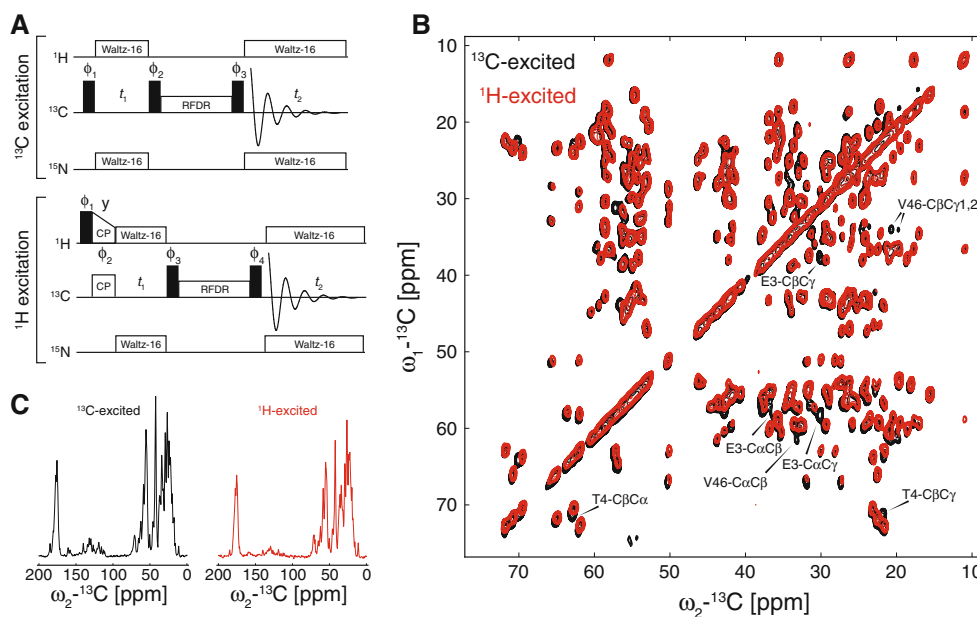 A
¹³C excitation
¹H
Waltz-16
Waltz-16
ϕ₁
ϕ₂
ϕ₃
t₁
t₂
¹³C
RFDR
¹⁵N
Waltz-16
Waltz-16
¹H excitation
ϕ₁
y
¹H
CP
Waltz-16
Waltz-16
ϕ₂
ϕ₃
ϕ₄
¹³C
CP
t₁
RFDR
t₂
¹⁵N
Waltz-16
Waltz-16
B
¹³C-excited
¹H-excited
V46-CβCγ1,2
E3-CβCγ
E3-CαCβ
E3-CαCγ
V46-CαCβ
T4-CβCα
T4-CβCγ
10
20
30
40
50
60
70
ω₁-¹³C [ppm]
70
60
50
40
30
20
10
ω₂-¹³C [ppm]
C
¹³C-excited
¹H-excited
200 150 100 50 0
200 150 100 50 0
ω₂-¹³C [ppm]
ω₂-¹³C [ppm]